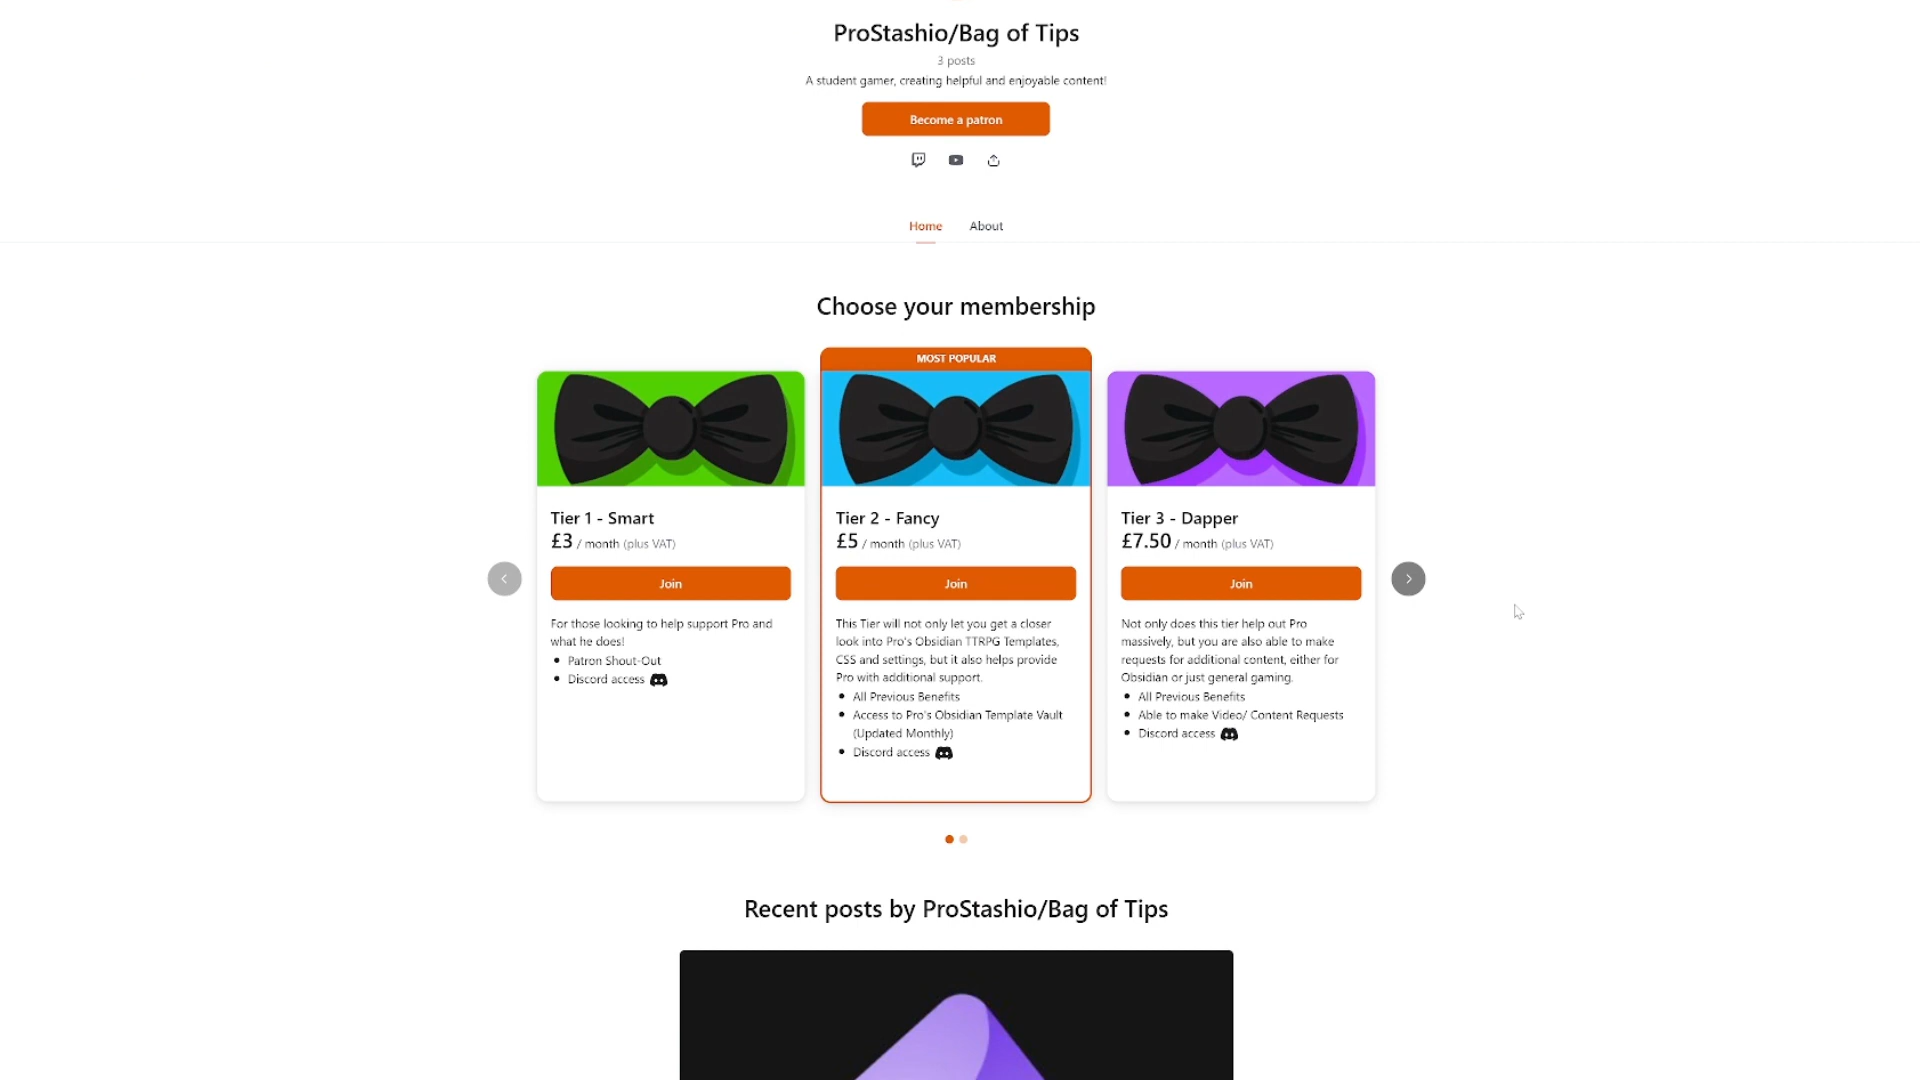 ProStashio/Bag of Tips
3 posts
A student gamer, creating helpful and enjoyable content!
Become a patron
Home
About
Choose your membership
MOST POPULAR
Tier 1 - Smart
£3 / month (plus VAT)
Join
For those looking to help support Pro and
what he does!
Patron Shout-Out
Discord access
Tier 2 - Fancy
£5 / month (plus VAT)
Join
This Tier will not only let you get a closer
look into Pro's Obsidian TTRPG Templates,
CSS and settings, but it also helps provide
Pro with additional support.
All Previous Benefits
Access to Pro's Obsidian Template Vault
(Updated Monthly)
Discord access
Tier 3 - Dapper
£7.50 / month (plus VAT)
Join
Not only does this tier help out Pro
massively, but you are also able to make
requests for additional content, either for
Obsidian or just general gaming.
All Previous Benefits
Able to make Video/ Content Requests
Discord access
Recent posts by ProStashio/Bag of Tips